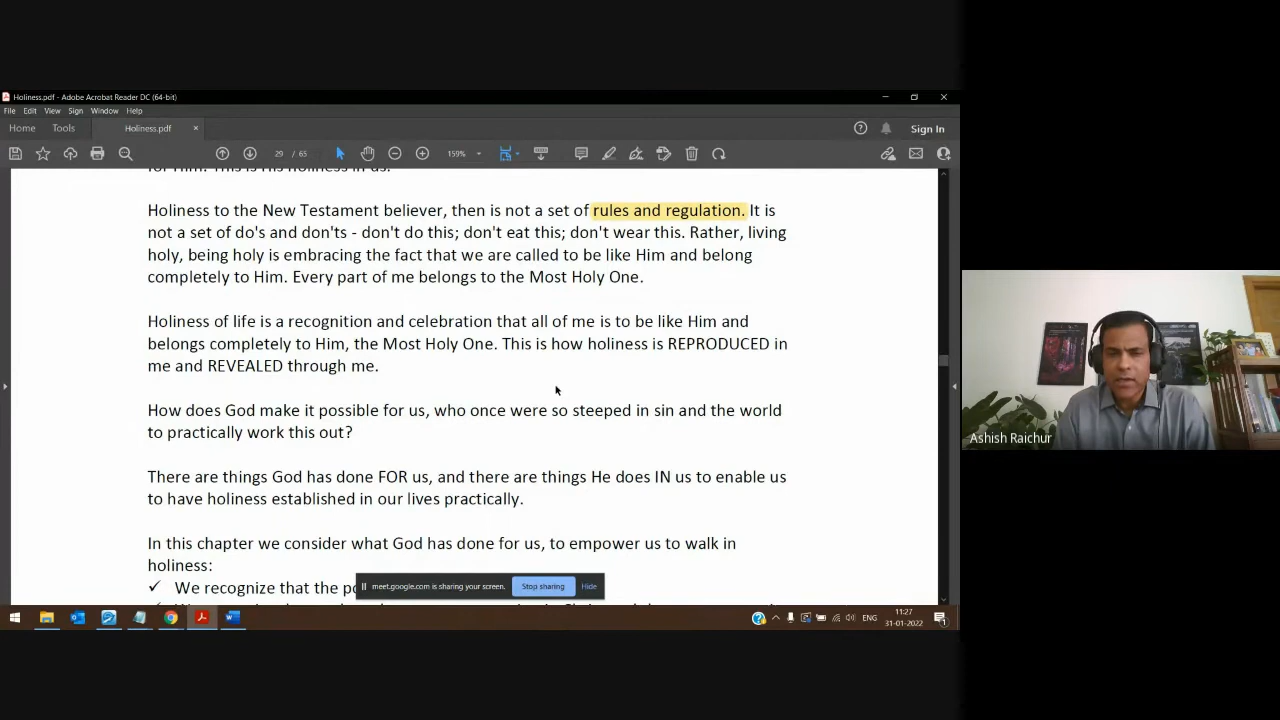 Holiness.pdf - Adobe Acrobat Reader DC (64-bit)
File Edit View Sign Window Help
Home Tools Holiness.pdf × Sign In
29 / 65 159%
for Him. This is His holiness in us.
Holiness to the New Testament believer, then is not a set of rules and regulation. It is
not a set of do's and don'ts - don't do this; don't eat this; don't wear this. Rather, living
holy, being holy is embracing the fact that we are called to be like Him and belong
completely to Him. Every part of me belongs to the Most Holy One.
Holiness of life is a recognition and celebration that all of me is to be like Him and
belongs completely to Him, the Most Holy One. This is how holiness is REPRODUCED in
me and REVEALED through me.
How does God make it possible for us, who once were so steeped in sin and the world
to practically work this out?
There are things God has done FOR us, and there are things He does IN us to enable us
to have holiness established in our lives practically.
In this chapter we consider what God has done for us, to empower us to walk in
holiness:
✓ We recognize that the
meet.google.com is sharing your screen. Stop sharing Hide
ENG
11:27
31-01-2022
Ashish Raichur